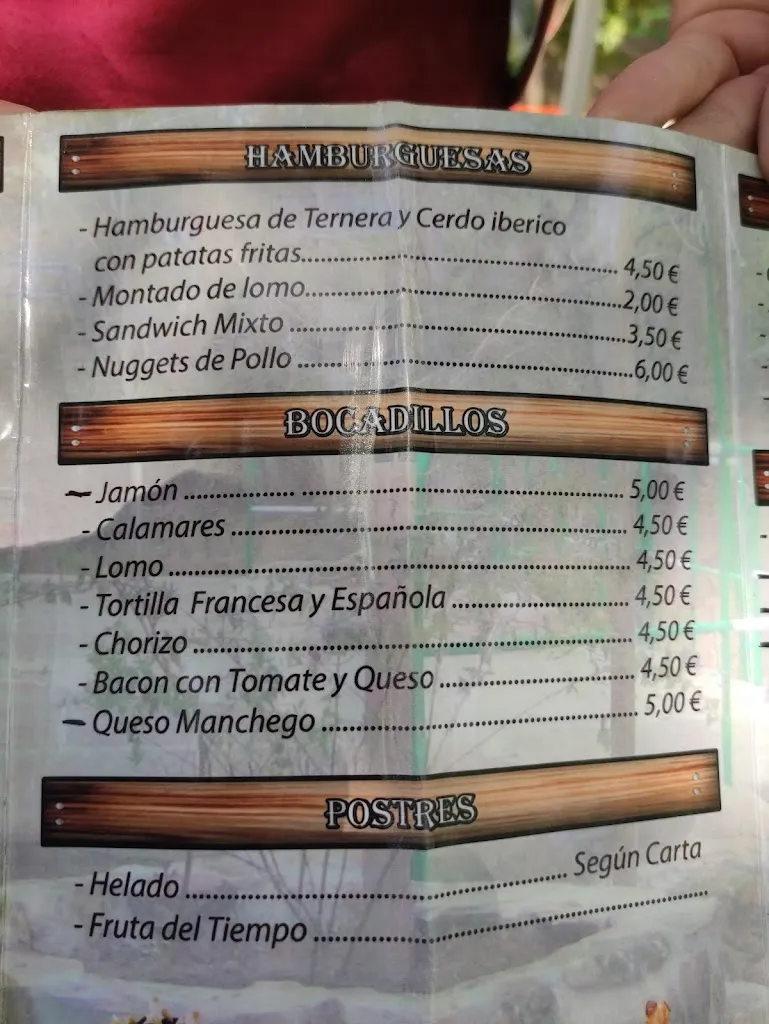 HAMBURGUESAS
- Hamburguesa de Ternera y Cerdo iberico
con patatas fritas.......... 4,50 €
- Montado de lomo.......... 2,00 €
- Sandwich Mixto .......... 3,50 €
- Nuggets de Pollo .......... 6,00 €
BOCADILLOS
- Jamón .......... 5,00 €
- Calamares .......... 4,50 €
- Lomo .......... 4,50 €
- Tortilla Francesa y Española .......... 4,50 €
- Chorizo .......... 4,50 €
- Bacon con Tomate y Queso .......... 4,50 €
- Queso Manchego .......... 5,00 €
POSTRES
- Helado .......... Según Carta
- Fruta del Tiempo ..........